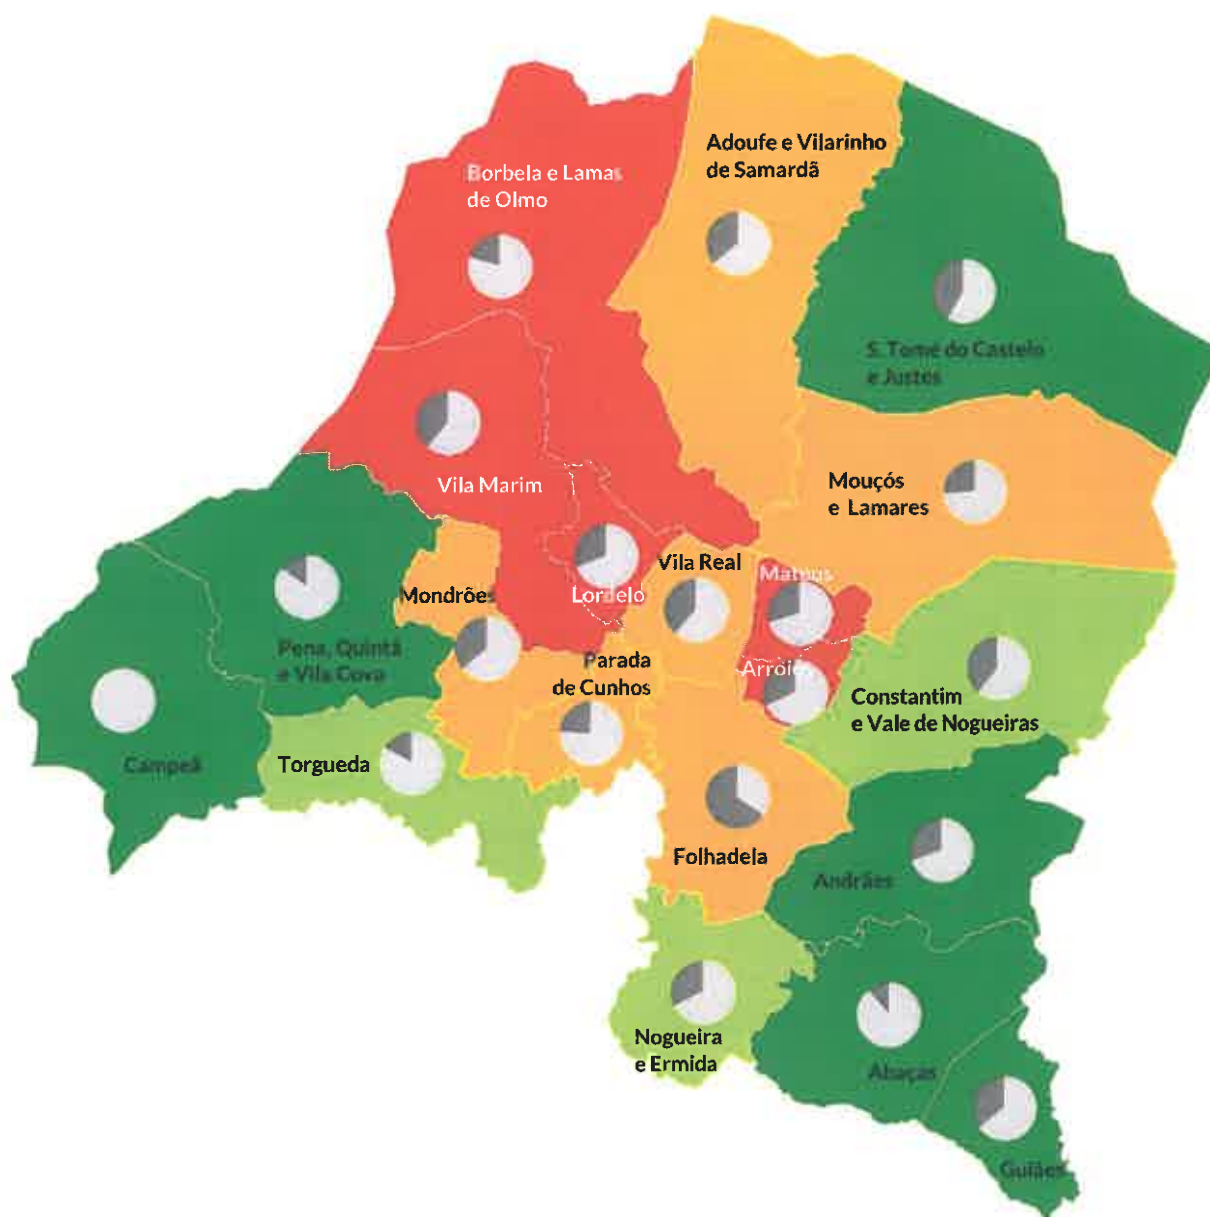 Adoufe e Vilarinho
de Samardã
Borbela e Lamas
de Olmo
S. Tomé do Castelo
e Justes
Mouçós
e Lamares
Vila Marim
Vila Real
Mateus
Lordelo
Mondrões
Pena, Quintã
e Vila Cova
Parada
de Cunhos
Arroios
Constantim
e Vale de Nogueiras
Campeã
Torgueda
Folhadela
Andrães
Nogueira
e Ermida
Abaças
Guiães